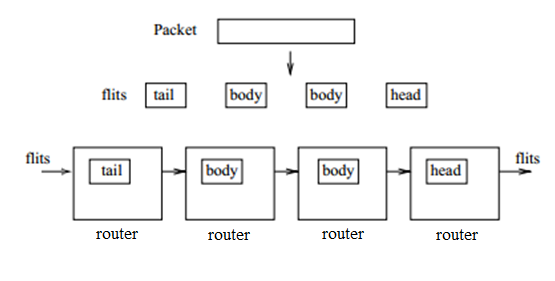 Packet
flits tail body body head
flits tail body body head flits
router router router router